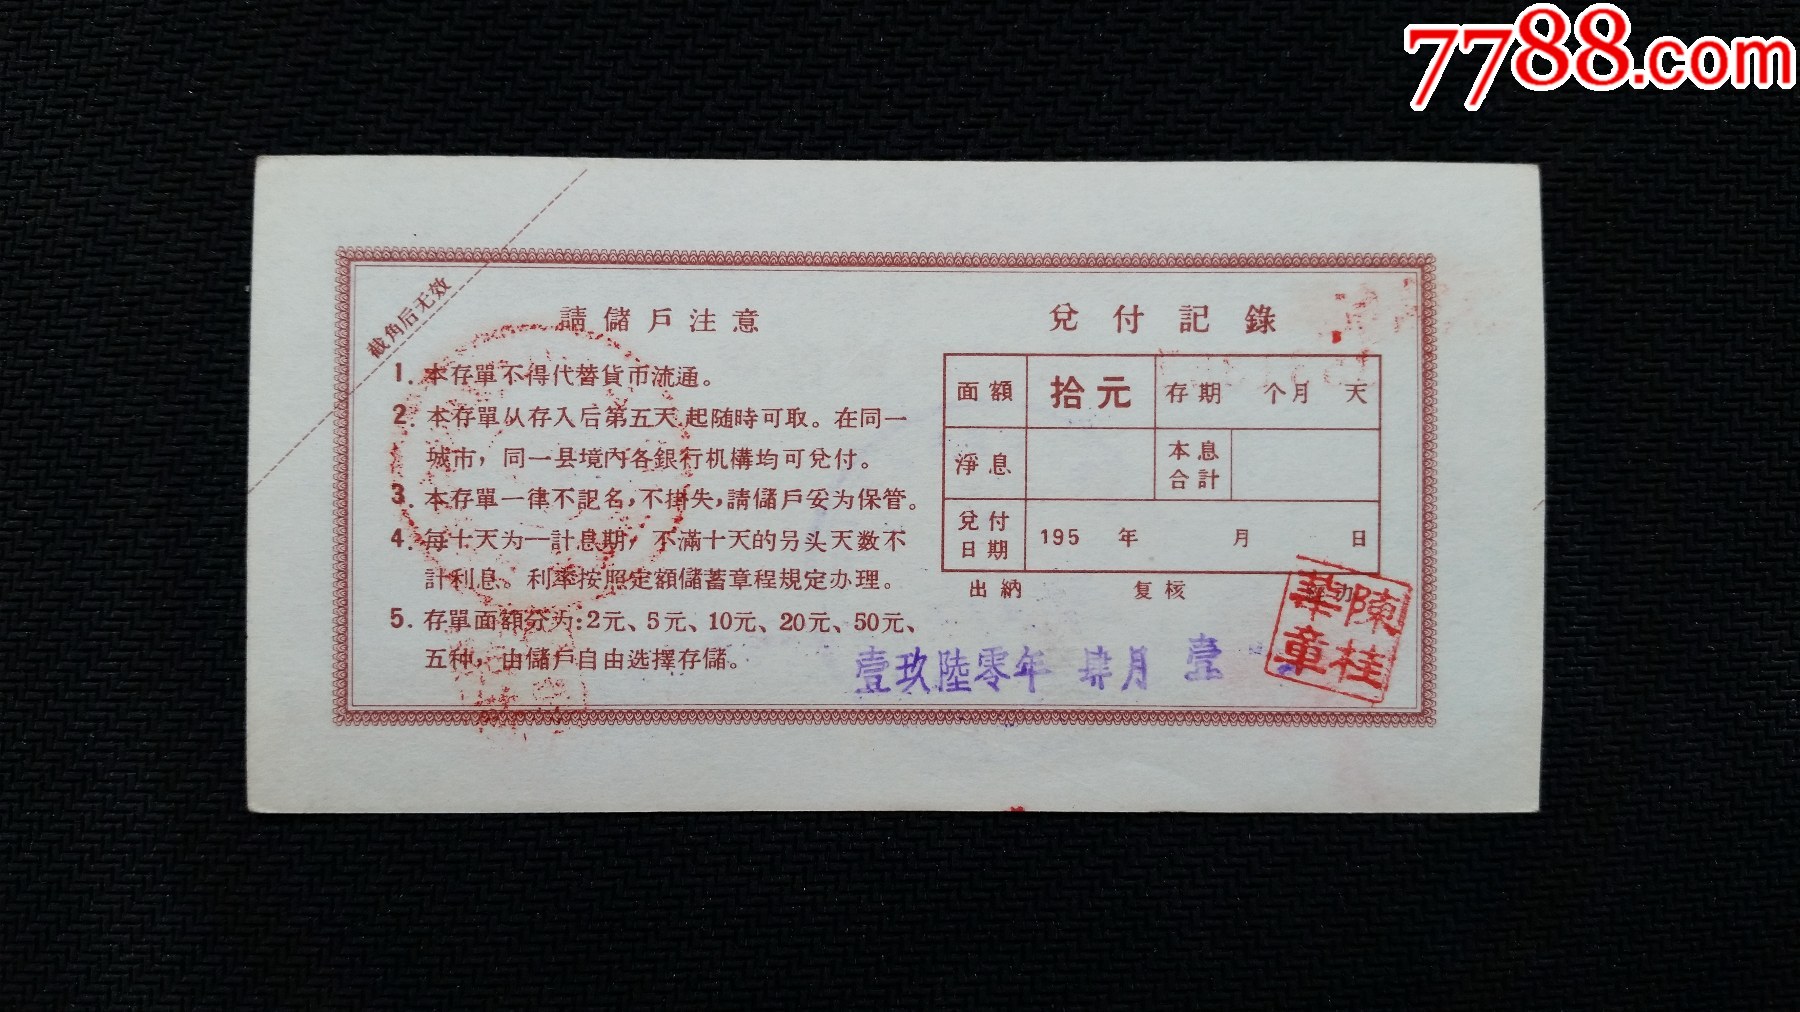 7788.com
截角后无效
請儲戶注意
1. 本存單不得代替貨币流通。
2. 本存單从存入后第五天起随時可取。在同一
城市，同一县境內各銀行机構均可兌付。
3. 本存單一律不記名，不掛失，請儲戶妥为保管。
4. 每十天为一計息期，不滿十天的另头天数不
計利息。利率按照定額儲蓄章程規定办理。
5. 存單面額分为：2元、5元、10元、20元、50元、
五种，由儲戶自由选擇存儲。
兌付記錄
面額 拾元 存期 个月 天
淨息 本息合計
兌付日期 195 年 月 日
出納 复核
壹玖陸零年 肆月 壹
陳桂華章